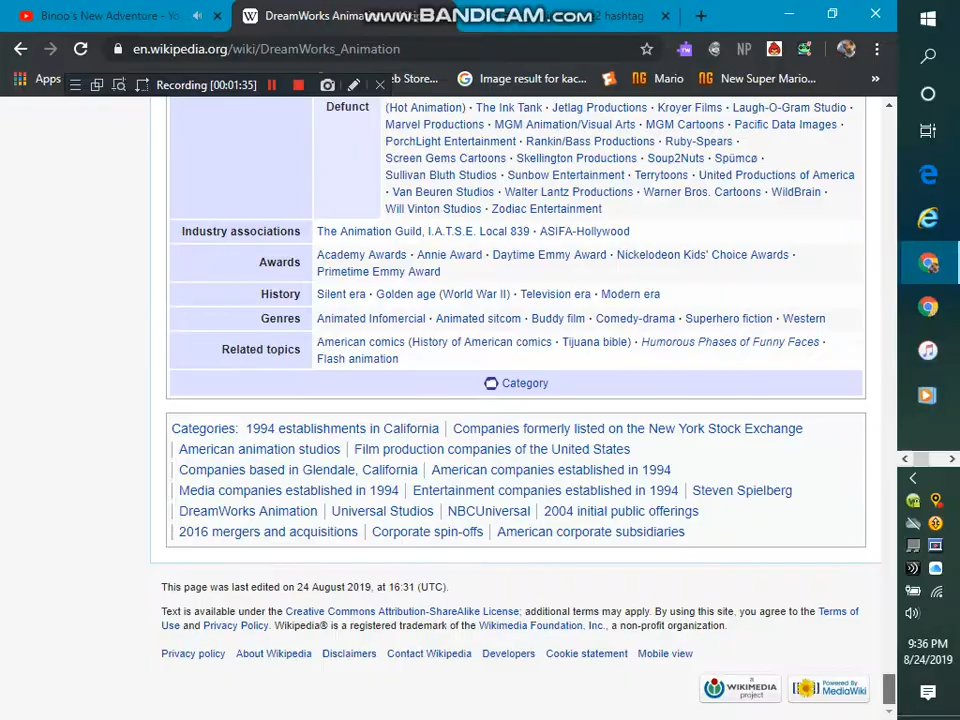 Binoo's New Adventure - Yo
DreamWorks Anima
www.BANDICAM.com
2 hashtag
en.wikipedia.org/wiki/DreamWorks_Animation
NP
Apps
Recording [00:01:35]
eb Store...
Image result for kac...
Mario
New Super Mario...
»
Defunct
(Hot Animation) · The Ink Tank · Jetlag Productions · Kroyer Films · Laugh-O-Gram Studio ·
Marvel Productions · MGM Animation/Visual Arts · MGM Cartoons · Pacific Data Images ·
PorchLight Entertainment · Rankin/Bass Productions · Ruby-Spears ·
Screen Gems Cartoons · Skellington Productions · Soup2Nuts · Spümcø ·
Sullivan Bluth Studios · Sunbow Entertainment · Terrytoons · United Productions of America
· Van Beuren Studios · Walter Lantz Productions · Warner Bros. Cartoons · WildBrain ·
Will Vinton Studios · Zodiac Entertainment
Industry associations
The Animation Guild, I.A.T.S.E. Local 839 · ASIFA-Hollywood
Awards
Academy Awards · Annie Award · Daytime Emmy Award · Nickelodeon Kids' Choice Awards ·
Primetime Emmy Award
History
Silent era · Golden age (World War II) · Television era · Modern era
Genres
Animated Infomercial · Animated sitcom · Buddy film · Comedy-drama · Superhero fiction · Western
Related topics
American comics (History of American comics · Tijuana bible) · Humorous Phases of Funny Faces ·
Flash animation
Category
Categories: 1994 establishments in California | Companies formerly listed on the New York Stock Exchange
| American animation studios | Film production companies of the United States
| Companies based in Glendale, California | American companies established in 1994
| Media companies established in 1994 | Entertainment companies established in 1994 | Steven Spielberg
| DreamWorks Animation | Universal Studios | NBCUniversal | 2004 initial public offerings
| 2016 mergers and acquisitions | Corporate spin-offs | American corporate subsidiaries
This page was last edited on 24 August 2019, at 16:31 (UTC).
Text is available under the Creative Commons Attribution-ShareAlike License; additional terms may apply. By using this site, you agree to the Terms of
Use and Privacy Policy. Wikipedia® is a registered trademark of the Wikimedia Foundation, Inc., a non-profit organization.
Privacy policy About Wikipedia Disclaimers Contact Wikipedia Developers Cookie statement Mobile view
a
WIKIMEDIA
project
Powered By
MediaWiki
9:36 PM
8/24/2019